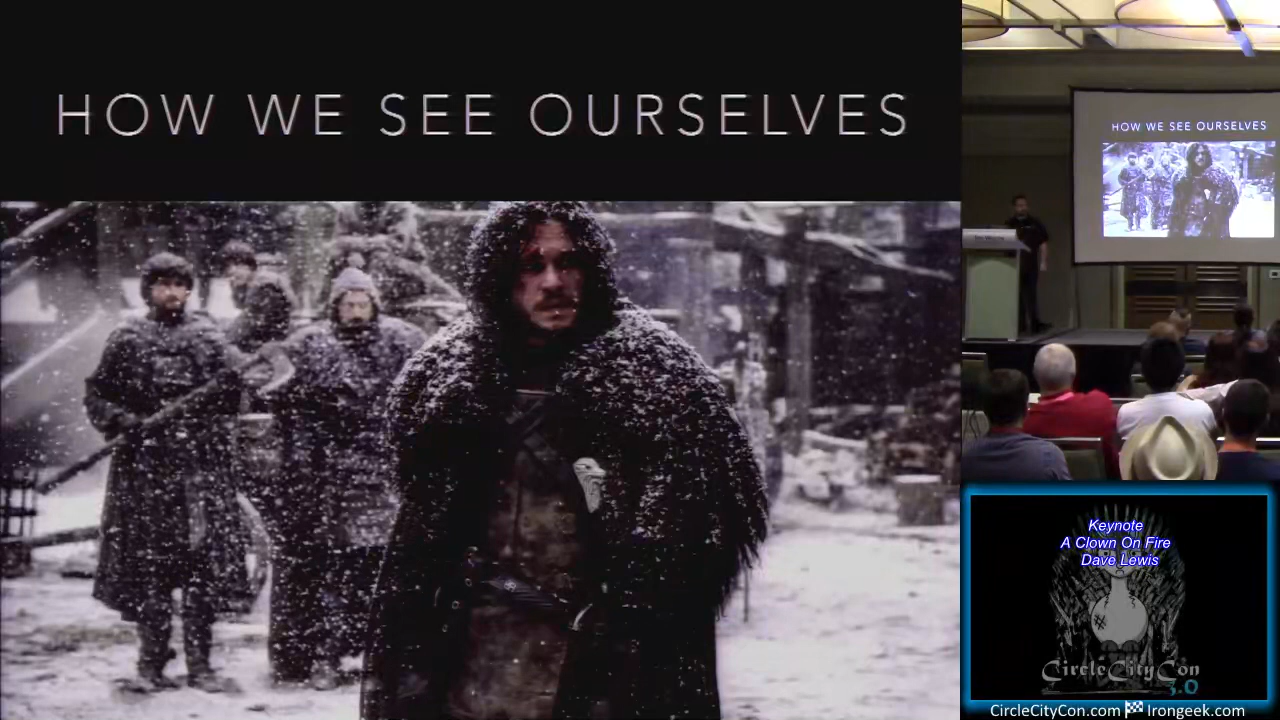 HOW WE SEE OURSELVES
HOW WE SEE OURSELVES
Keynote
A Clown On Fire
Dave Lewis
CircleCityCon
3.0
CircleCityCon.com Irongeek.com